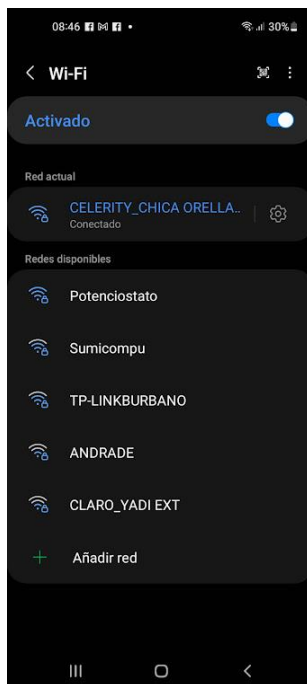 08:46 30%
Wi-Fi
Activado
Red actual
CELERITY_CHICA ORELLA..
Conectado
Redes disponibles
Potenciostato
Sumicompu
TP-LINKBURBANO
ANDRADE
CLARO_YADI EXT
Añadir red